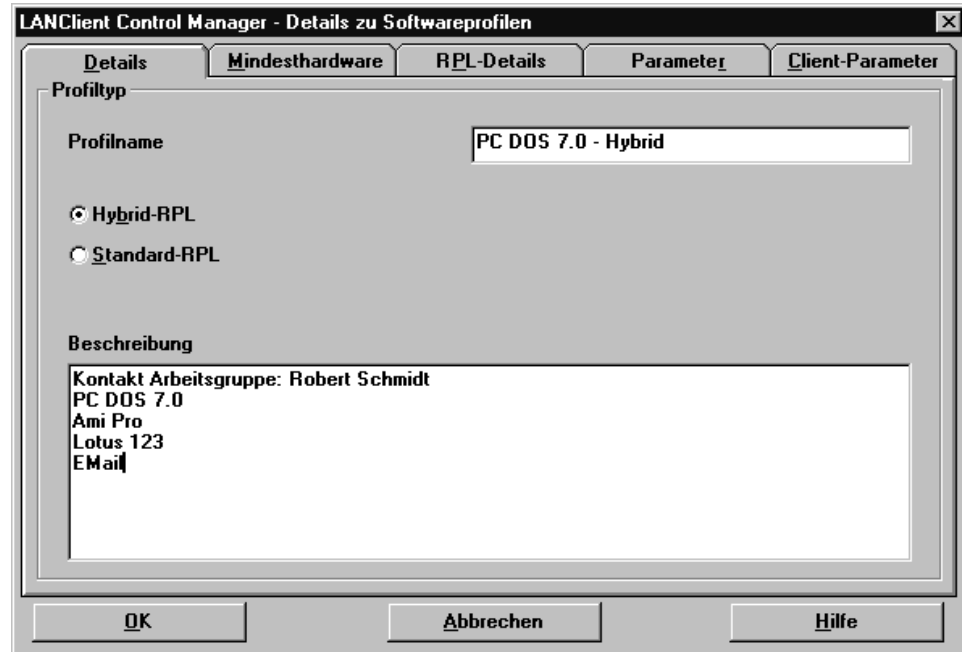 LANClient Control Manager - Details zu Softwareprofilen
Details Mindesthardware RPL-Details Parameter Client-Parameter
Profiltyp
Profilname PC DOS 7.0 - Hybrid
Hybrid-RPL
Standard-RPL
Beschreibung
Kontakt Arbeitsgruppe: Robert Schmidt
PC DOS 7.0
Ami Pro
Lotus 123
EMail
OK Abbrechen Hilfe